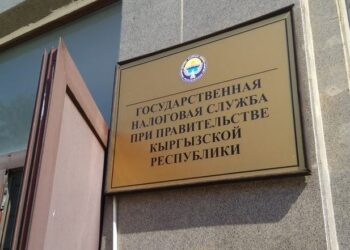 ГОСУДАРСТВЕННАЯ
НАЛОГОВАЯ СЛУЖБА
ПРИ ПРАВИТЕЛЬСТВЕ
КЫРГЫЗСКОЙ
РЕСПУБЛИКИ